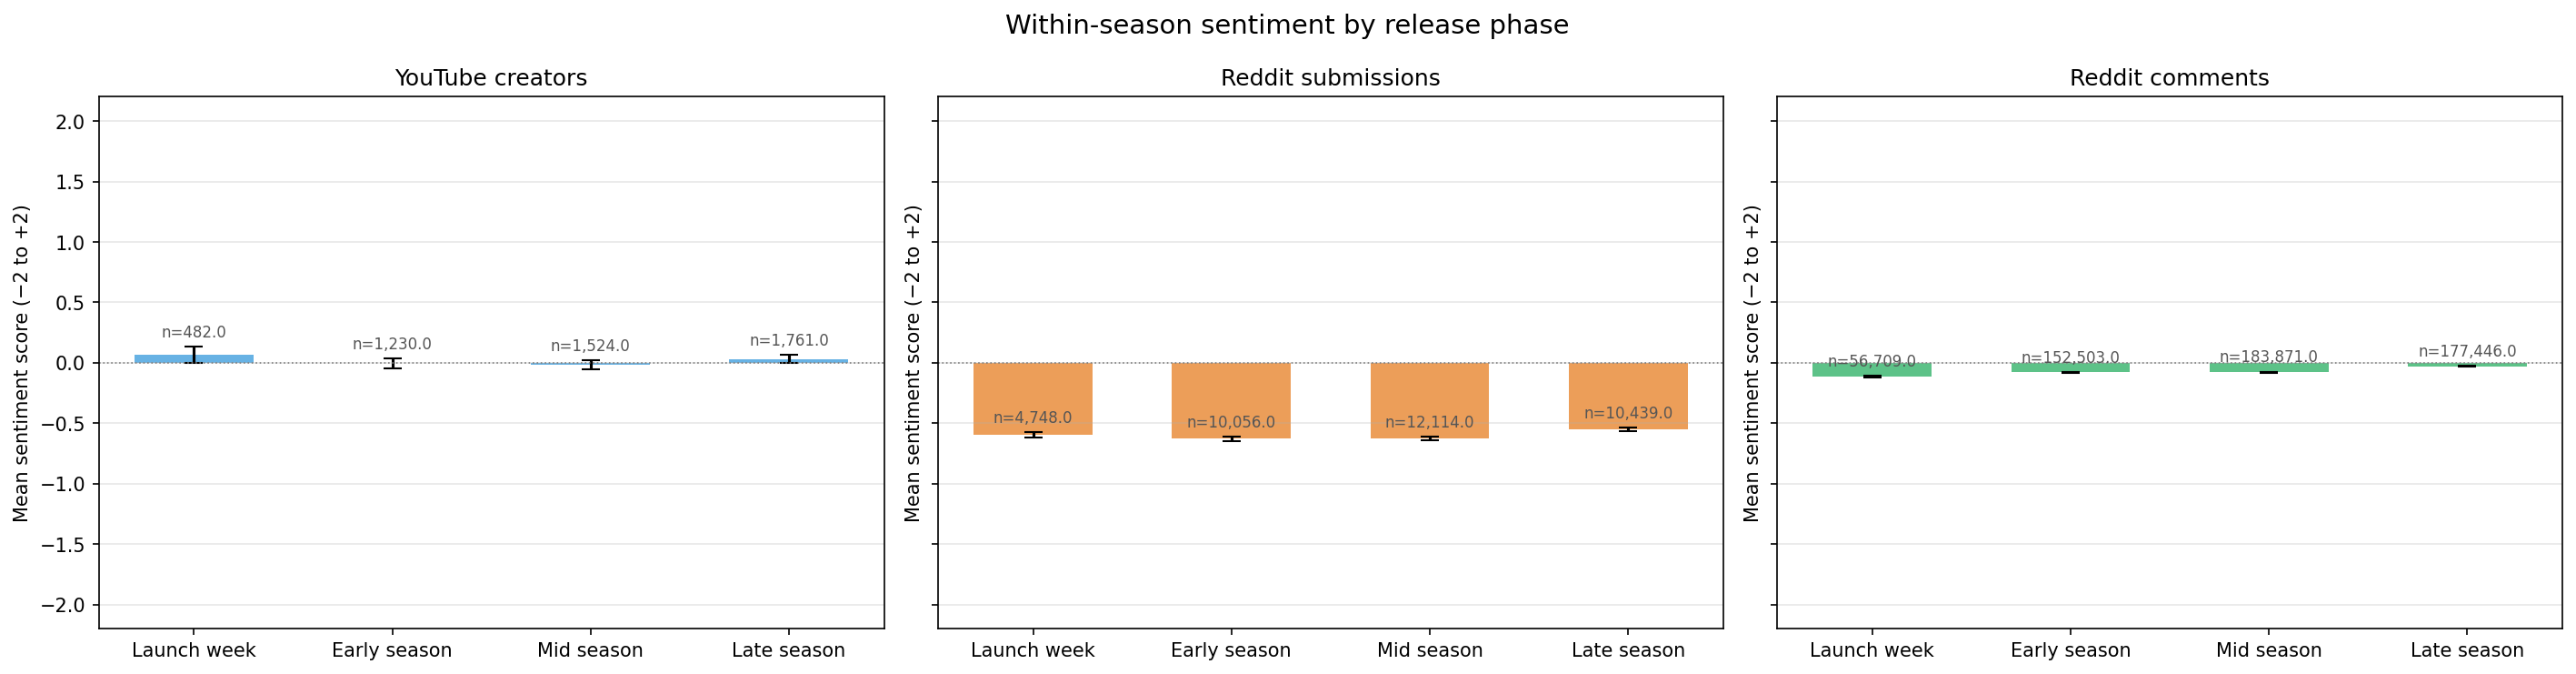 Within-season sentiment by release phase
YouTube creators
Mean sentiment score (−2 to +2)
2.0
1.5
1.0
0.5
0.0
−0.5
−1.0
−1.5
−2.0
n=482.0
n=1,230.0
n=1,524.0
n=1,761.0
Launch week
Early season
Mid season
Late season
Reddit submissions
Mean sentiment score (−2 to +2)
n=4,748.0
n=10,056.0
n=12,114.0
n=10,439.0
Launch week
Early season
Mid season
Late season
Reddit comments
Mean sentiment score (−2 to +2)
n=56,709.0
n=152,503.0
n=183,871.0
n=177,446.0
Launch week
Early season
Mid season
Late season